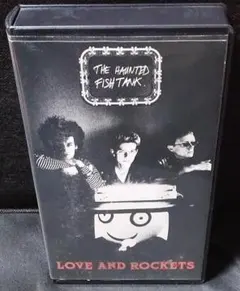 THE HAUNTED
FISH TANK
LOVE AND ROCKETS